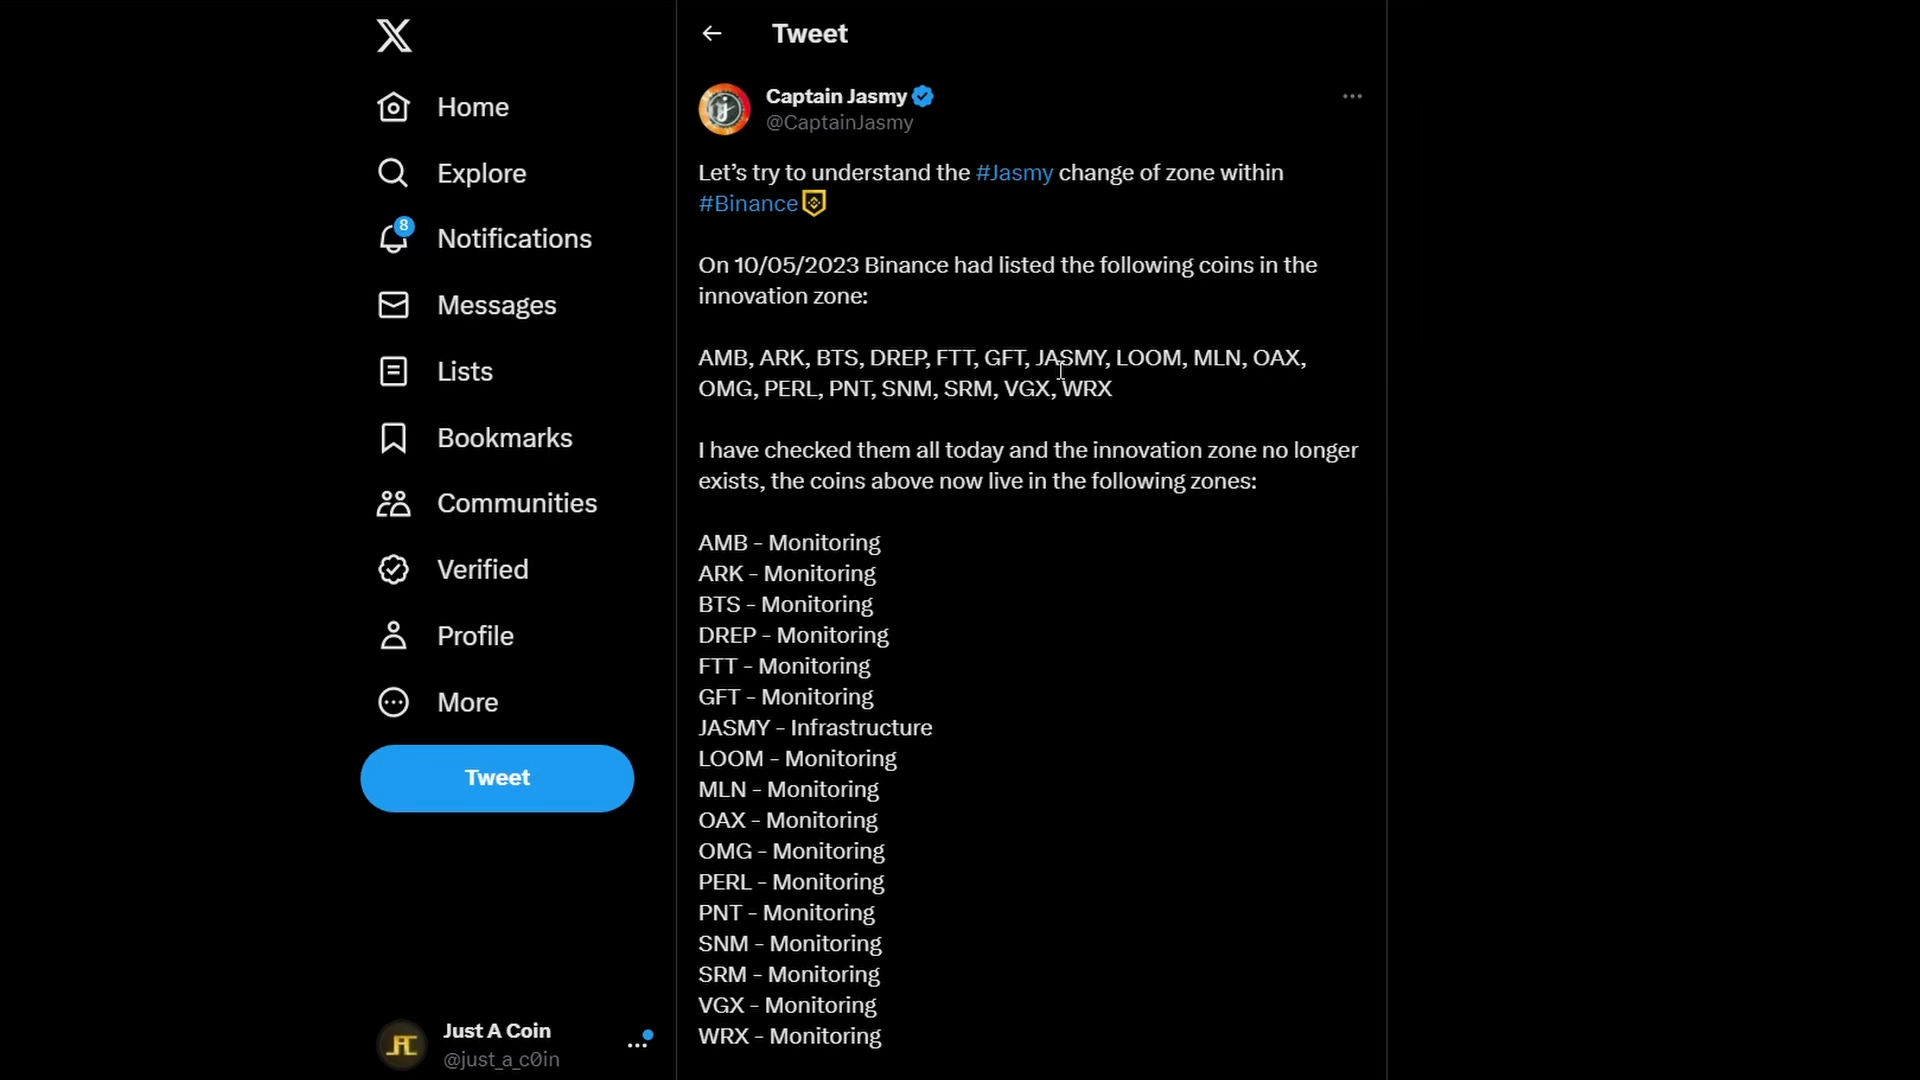 Home
Explore
8
Notifications
Messages
Lists
Bookmarks
Communities
Verified
Profile
More
Tweet
Just A Coin
@just_a_c0in
Tweet
Captain Jasmy
@CaptainJasmy
Let’s try to understand the #Jasmy change of zone within
#Binance
On 10/05/2023 Binance had listed the following coins in the
innovation zone:
AMB, ARK, BTS, DREP, FTT, GFT, JASMY, LOOM, MLN, OAX,
OMG, PERL, PNT, SNM, SRM, VGX, WRX
I have checked them all today and the innovation zone no longer
exists, the coins above now live in the following zones:
AMB - Monitoring
ARK - Monitoring
BTS - Monitoring
DREP - Monitoring
FTT - Monitoring
GFT - Monitoring
JASMY - Infrastructure
LOOM - Monitoring
MLN - Monitoring
OAX - Monitoring
OMG - Monitoring
PERL - Monitoring
PNT - Monitoring
SNM - Monitoring
SRM - Monitoring
VGX - Monitoring
WRX - Monitoring